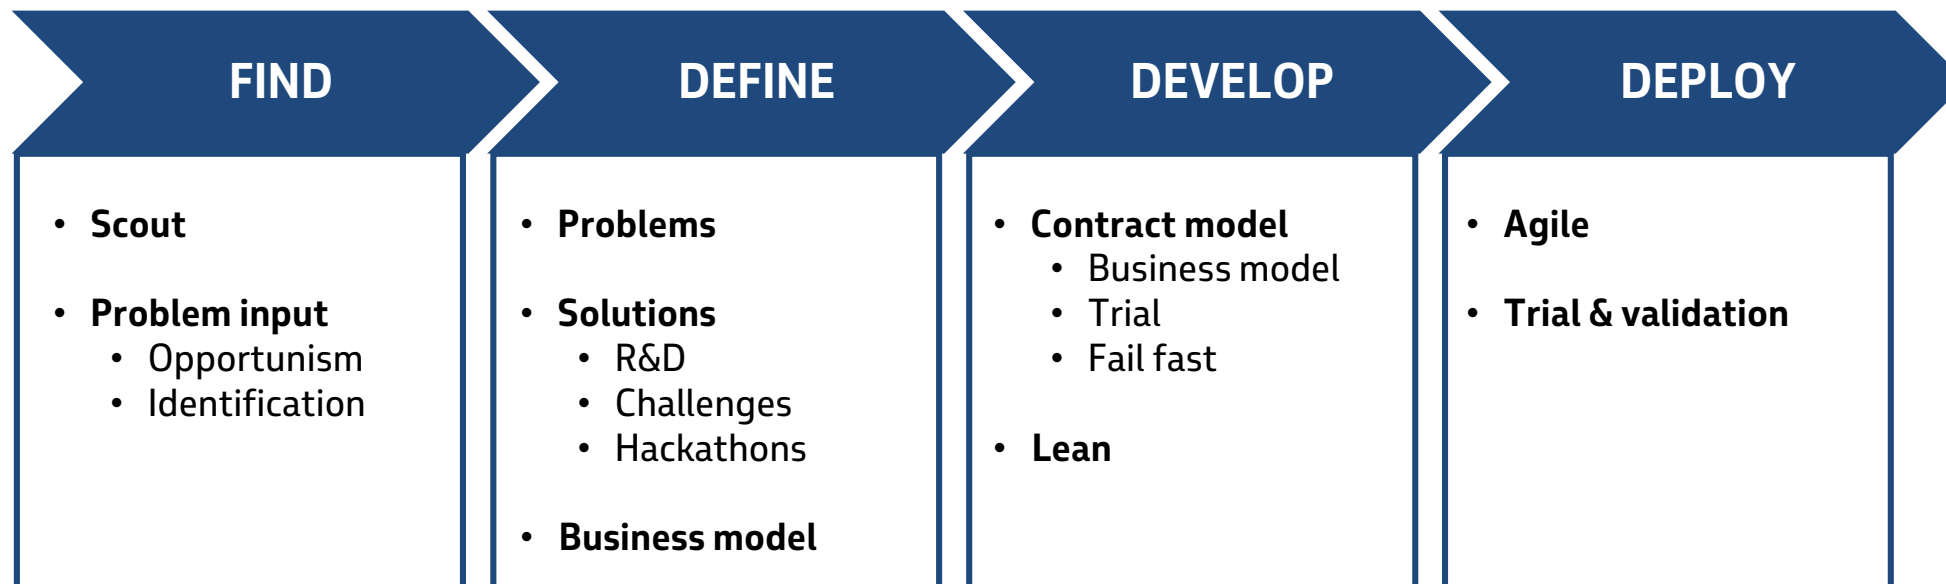 FIND
DEFINE
DEVELOP
DEPLOY
• Scout
• Problem input
• Opportunism
• Identification
• Problems
• Solutions
• R&D
• Challenges
• Hackathons
• Business model
• Contract model
• Business model
• Trial
• Fail fast
• Lean
• Agile
• Trial & validation